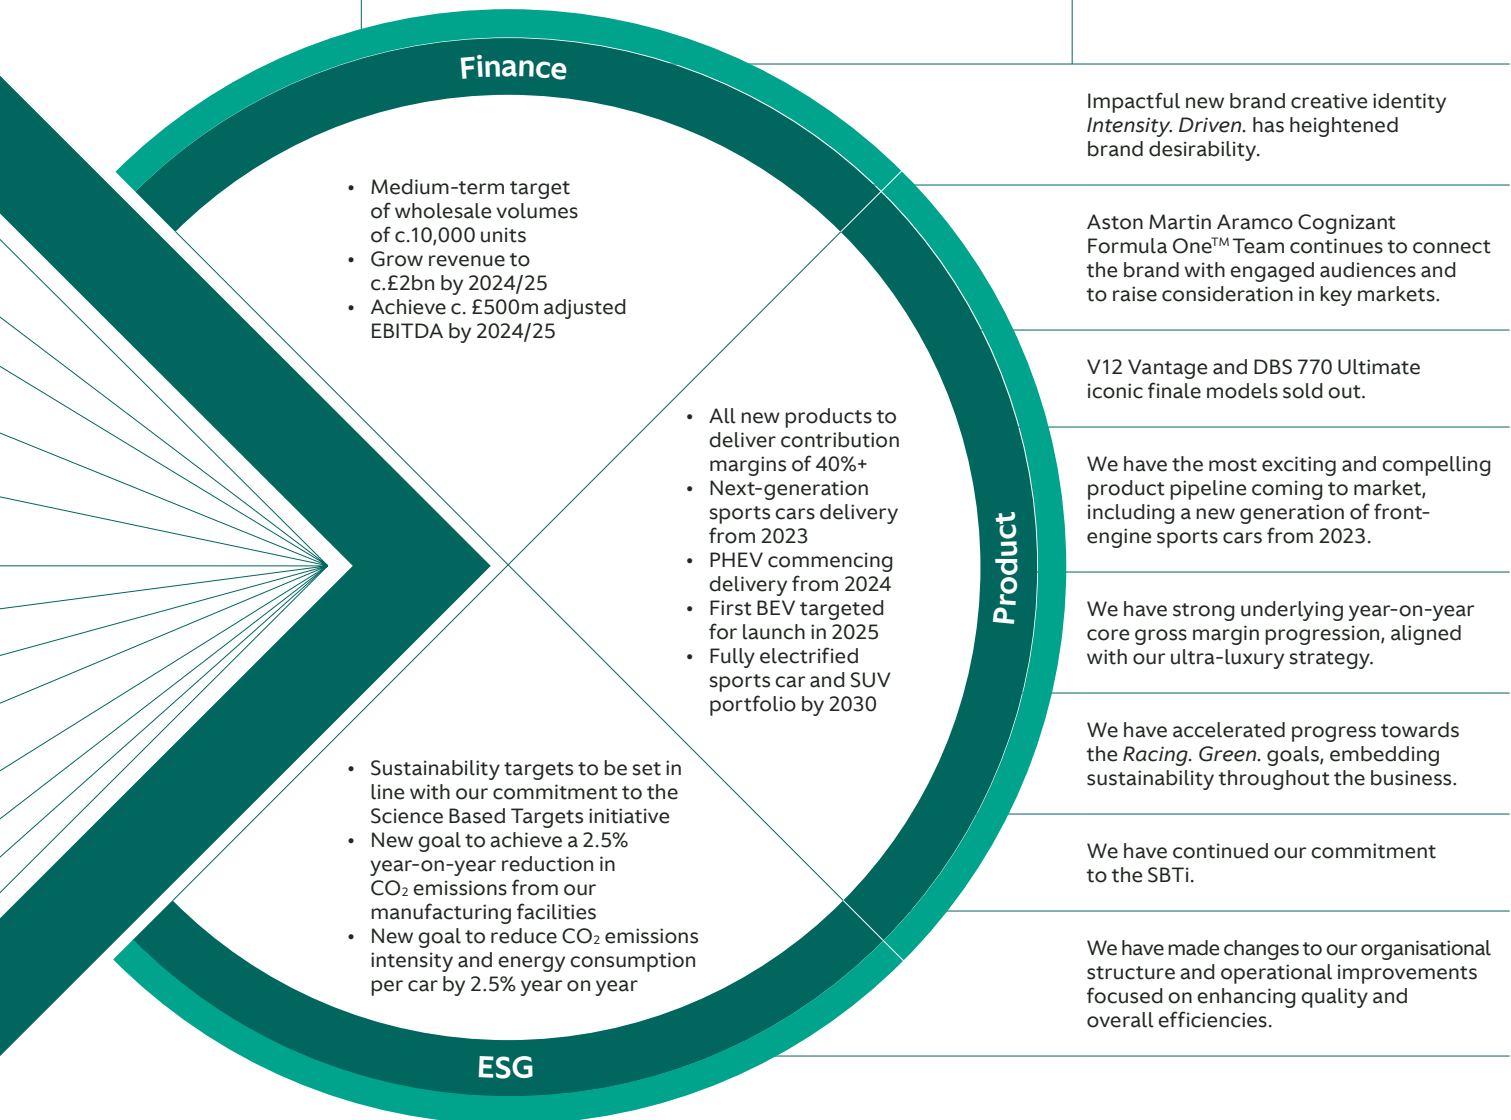 Finance
• Medium-term target
of wholesale volumes
of c.10,000 units
• Grow revenue to
c.£2bn by 2024/25
• Achieve c. £500m adjusted
EBITDA by 2024/25
Product
• All new products to
deliver contribution
margins of 40%+
• Next-generation
sports cars delivery
from 2023
• PHEV commencing
delivery from 2024
• First BEV targeted
for launch in 2025
• Fully electrified
sports car and SUV
portfolio by 2030
• Sustainability targets to be set in
line with our commitment to the
Science Based Targets initiative
• New goal to achieve a 2.5%
year-on-year reduction in
CO₂ emissions from our
manufacturing facilities
• New goal to reduce CO₂ emissions
intensity and energy consumption
per car by 2.5% year on year
ESG
Impactful new brand creative identity
Intensity. Driven. has heightened
brand desirability.
Aston Martin Aramco Cognizant
Formula One™ Team continues to connect
the brand with engaged audiences and
to raise consideration in key markets.
V12 Vantage and DBS 770 Ultimate
iconic finale models sold out.
We have the most exciting and compelling
product pipeline coming to market,
including a new generation of front-
engine sports cars from 2023.
We have strong underlying year-on-year
core gross margin progression, aligned
with our ultra-luxury strategy.
We have accelerated progress towards
the Racing. Green. goals, embedding
sustainability throughout the business.
We have continued our commitment
to the SBTi.
We have made changes to our organisational
structure and operational improvements
focused on enhancing quality and
overall efficiencies.